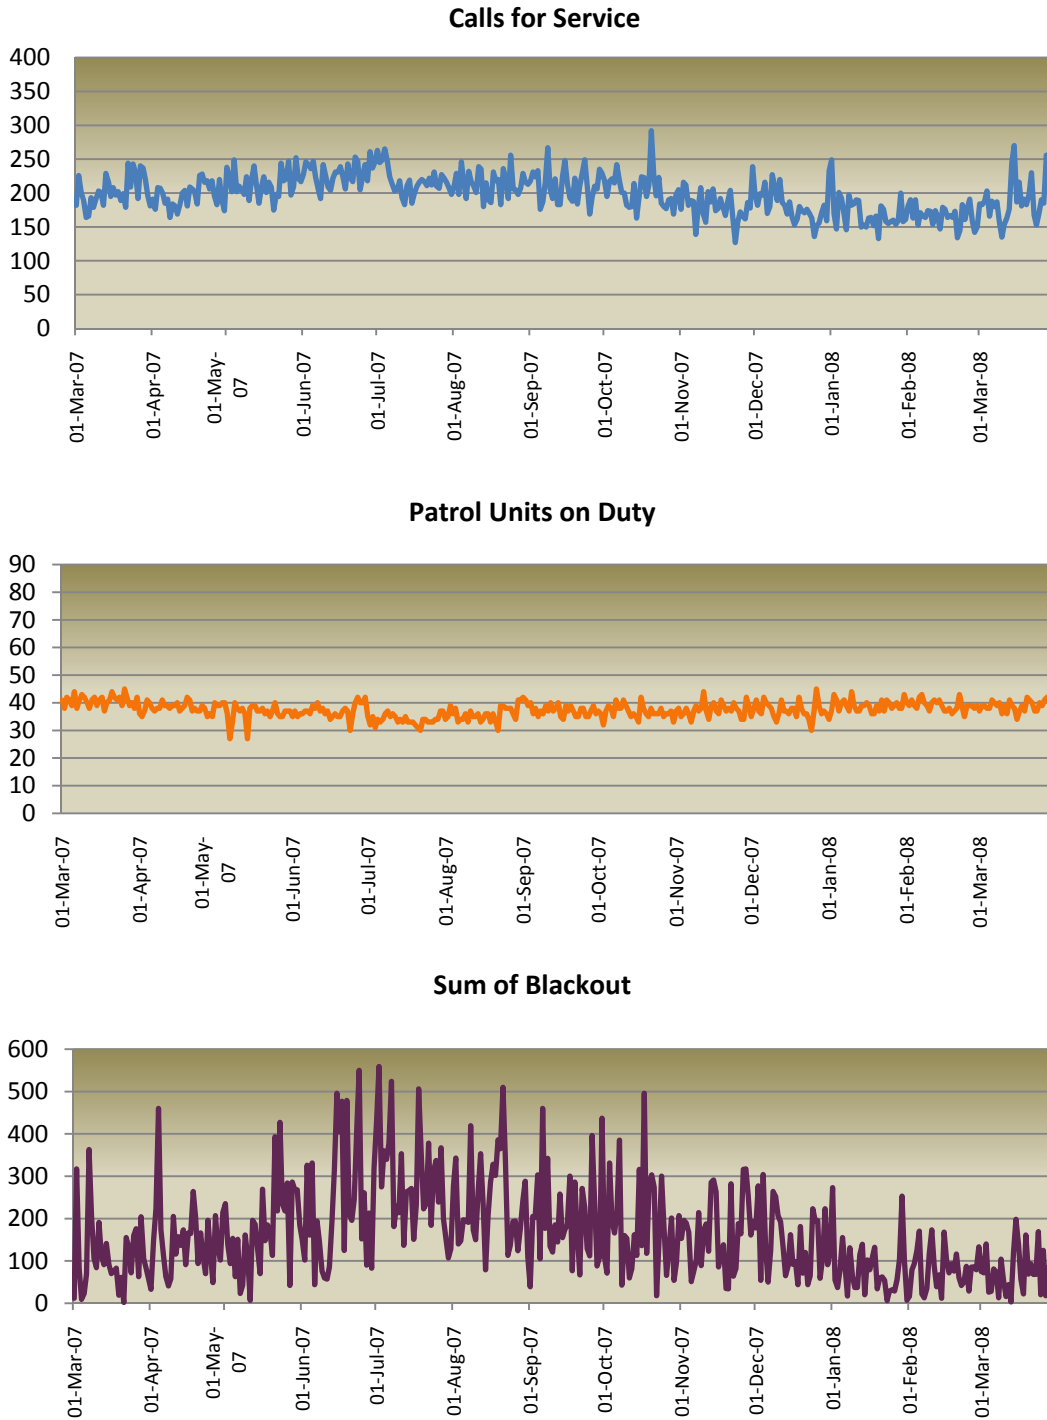 Calls for Service
400
350
300
250
200
150
100
50
0
01-Mar-07
01-Apr-07
01-May-
07
01-Jun-07
01-Jul-07
01-Aug-07
01-Sep-07
01-Oct-07
01-Nov-07
01-Dec-07
01-Jan-08
01-Feb-08
01-Mar-08
Patrol Units on Duty
90
80
70
60
50
40
30
20
10
0
01-Mar-07
01-Apr-07
01-May-
07
01-Jun-07
01-Jul-07
01-Aug-07
01-Sep-07
01-Oct-07
01-Nov-07
01-Dec-07
01-Jan-08
01-Feb-08
01-Mar-08
Sum of Blackout
600
500
400
300
200
100
0
01-Mar-07
01-Apr-07
01-May-
07
01-Jun-07
01-Jul-07
01-Aug-07
01-Sep-07
01-Oct-07
01-Nov-07
01-Dec-07
01-Jan-08
01-Feb-08
01-Mar-08